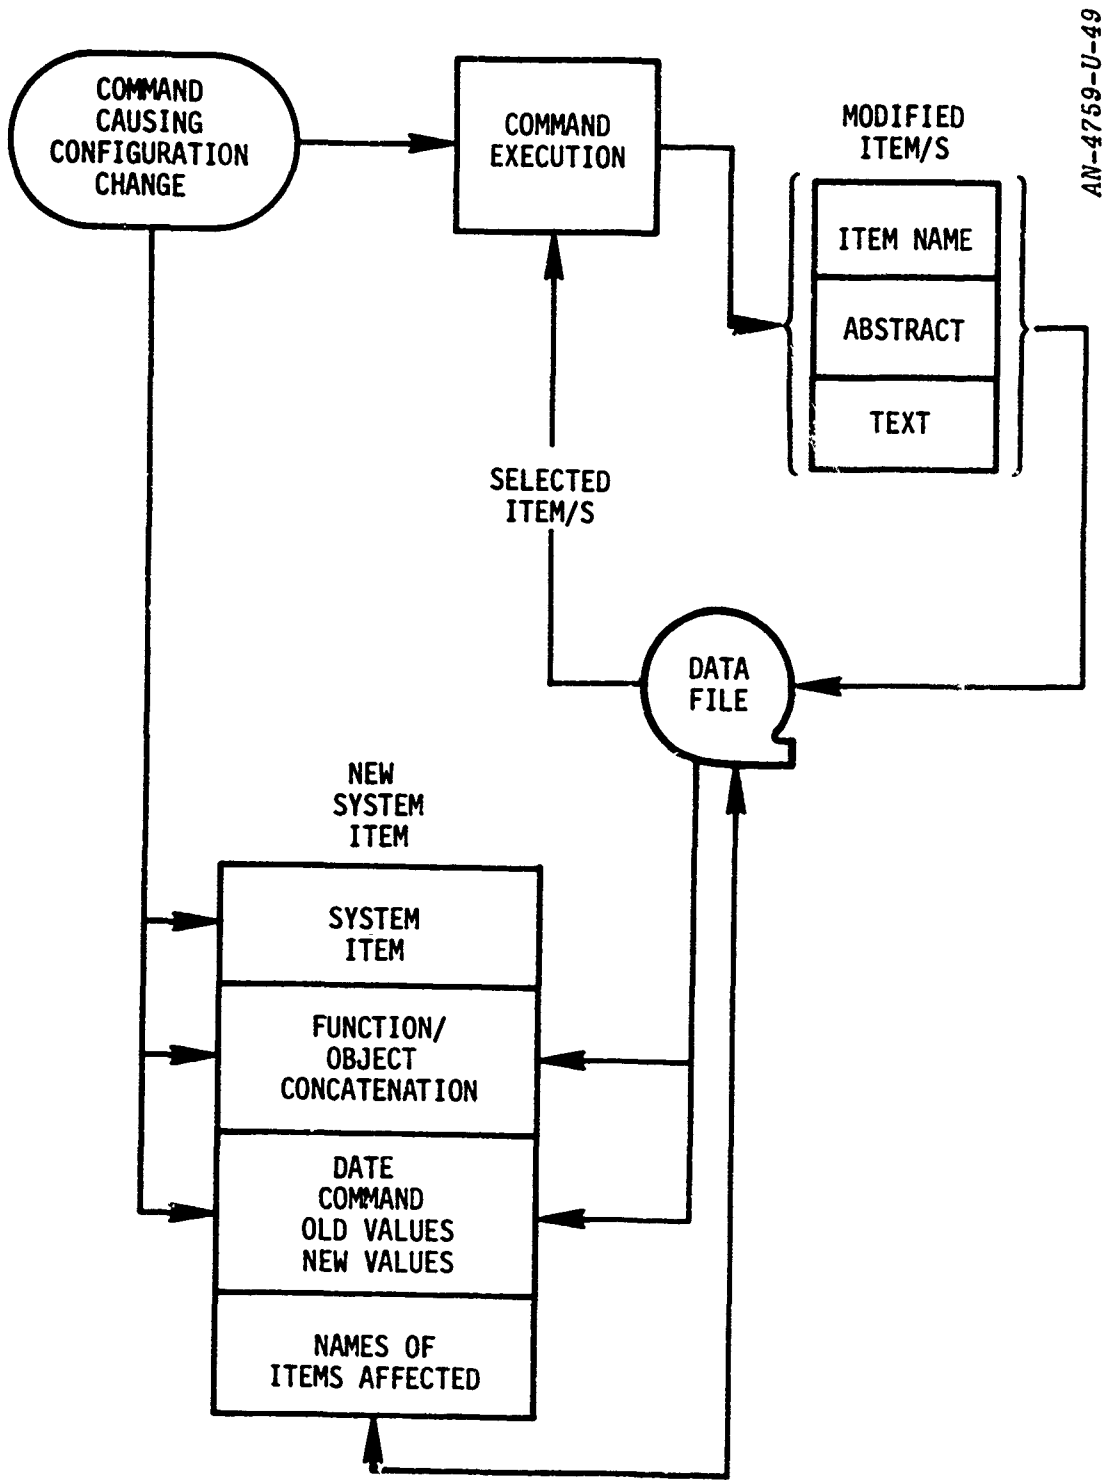 AN-4759-U-49
COMMAND
CAUSING
CONFIGURATION
CHANGE
COMMAND
EXECUTION
MODIFIED
ITEM/S
ITEM NAME
ABSTRACT
TEXT
SELECTED
ITEM/S
DATA
FILE
NEW
SYSTEM
ITEM
SYSTEM
ITEM
FUNCTION/
OBJECT
CONCATENATION
DATE
COMMAND
OLD VALUES
NEW VALUES
NAMES OF
ITEMS AFFECTED